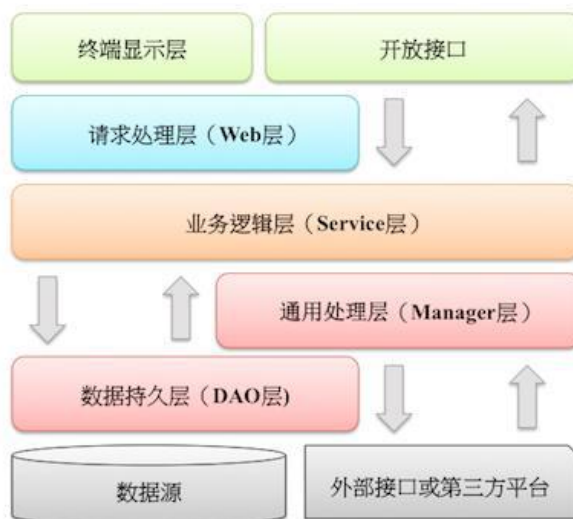 终端显示层
开放接口
请求处理层（Web层）
业务逻辑层（Service层）
通用处理层（Manager层）
数据持久层（DAO层)
数据源
外部接口或第三方平台